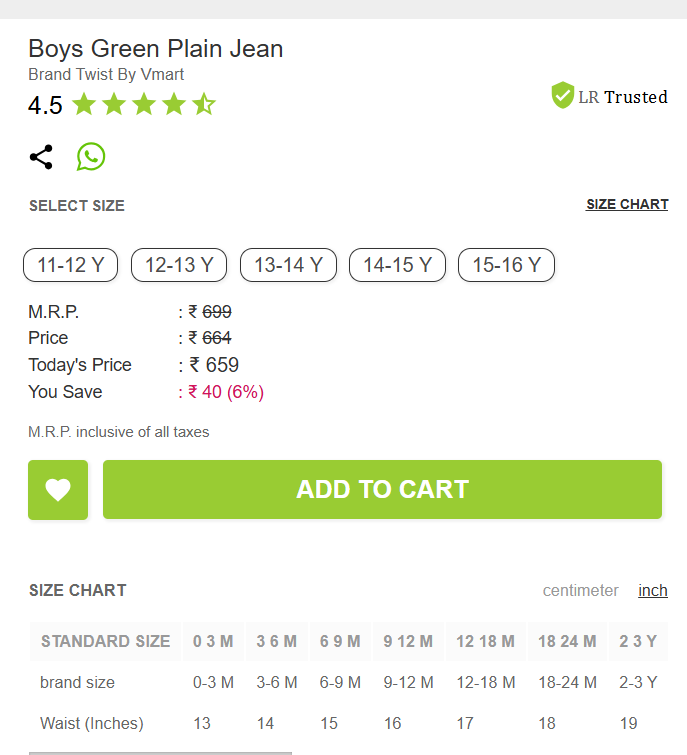 Boys Green Plain Jean
Brand Twist By Vmart
4.5
LR Trusted
SELECT SIZE
SIZE CHART
11-12 Y 12-13 Y 13-14 Y 14-15 Y 15-16 Y
M.R.P. : ₹ 699
Price : ₹ 664
Today's Price : ₹ 659
You Save : ₹ 40 (6%)
M.R.P. inclusive of all taxes
ADD TO CART
SIZE CHART
centimeter inch
STANDARD SIZE 0 3 M 3 6 M 6 9 M 9 12 M 12 18 M 18 24 M 2 3 Y
brand size 0-3 M 3-6 M 6-9 M 9-12 M 12-18 M 18-24 M 2-3 Y
Waist (Inches) 13 14 15 16 17 18 19